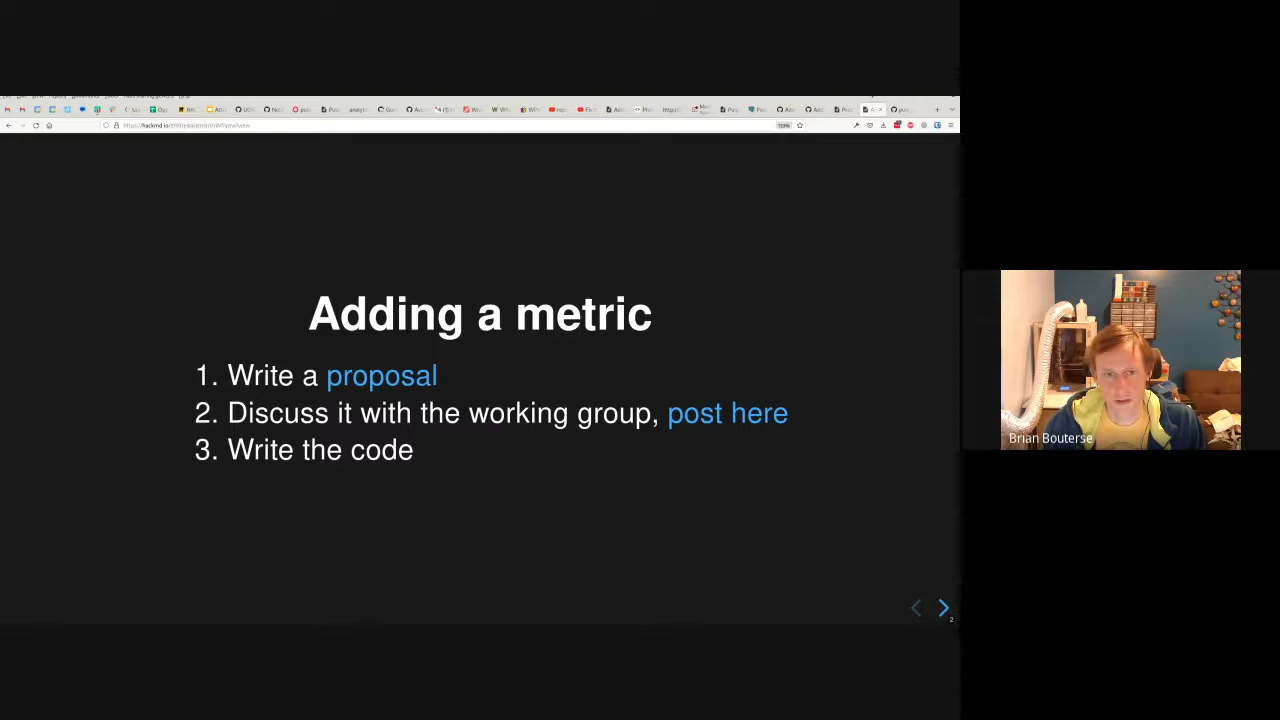 Adding a metric
1. Write a proposal
2. Discuss it with the working group, post here
3. Write the code
2
Brian Bouterse